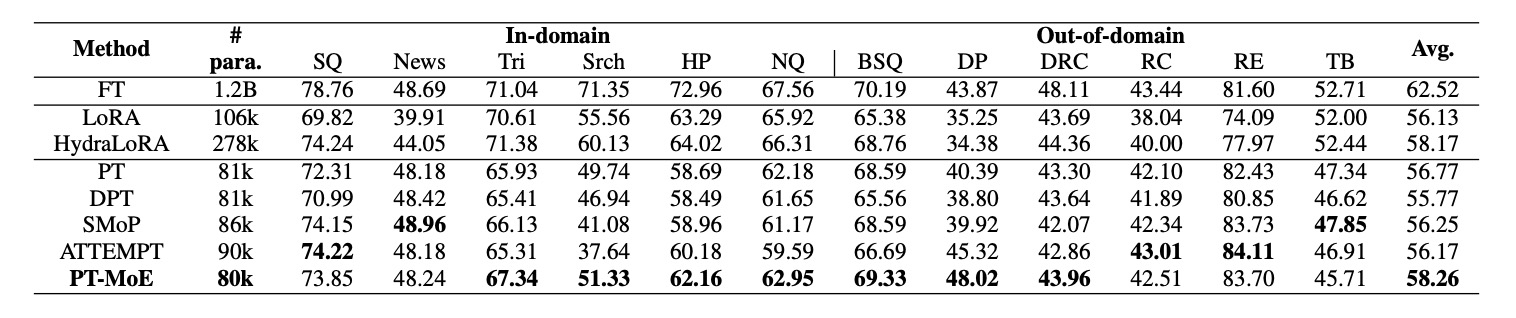 Method # para. In-domain Out-of-domain Avg.
SQ News Tri Srch HP NQ BSQ DP DRC RC RE TB
FT 1.2B 78.76 48.69 71.04 71.35 72.96 67.56 70.19 43.87 48.11 43.44 81.60 52.71 62.52
LoRA 106k 69.82 39.91 70.61 55.56 63.29 65.92 65.38 35.25 43.69 38.04 74.09 52.00 56.13
HydraLoRA 278k 74.24 44.05 71.38 60.13 64.02 66.31 68.76 34.38 44.36 40.00 77.97 52.44 58.17
PT 81k 72.31 48.18 65.93 49.74 58.69 62.18 68.59 40.39 43.30 42.10 82.43 47.34 56.77
DPT 81k 70.99 48.42 65.41 46.94 58.49 61.65 65.56 38.80 43.64 41.89 80.85 46.62 55.77
SMoP 86k 74.15 48.96 66.13 41.08 58.96 61.17 68.59 39.92 42.07 42.34 83.73 47.85 56.25
ATTEMPT 90k 74.22 48.18 65.31 37.64 60.18 59.59 66.69 45.32 42.86 43.01 84.11 46.91 56.17
PT-MoE 80k 73.85 48.24 67.34 51.33 62.16 62.95 69.33 48.02 43.96 42.51 83.70 45.71 58.26